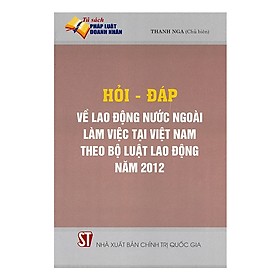 Tủ sách
PHÁP LUẬT
DOANH NHÂN
THANH NGA (Chủ biên)
HỎI - ĐÁP
VỀ LAO ĐỘNG NƯỚC NGOÀI
LÀM VIỆC TẠI VIỆT NAM
THEO BỘ LUẬT LAO ĐỘNG
NĂM 2012
ST
NHÀ XUẤT BẢN CHÍNH TRỊ QUỐC GIA